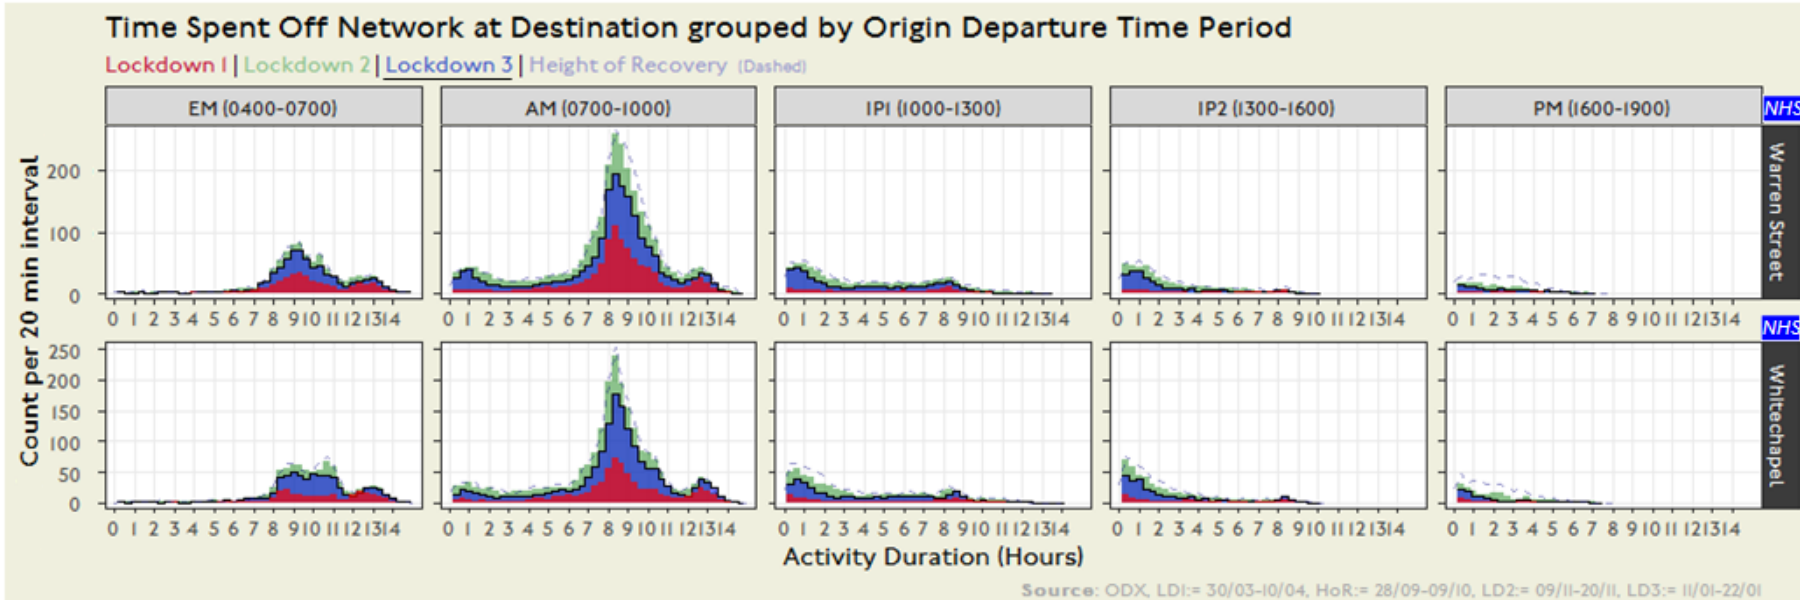 Time Spent Off Network at Destination grouped by Origin Departure Time Period
Lockdown 1 | Lockdown 2 | Lockdown 3 | Height of Recovery (Dashed)
EM (0400-0700) AM (0700-1000) IP1 (1000-1300) IP2 (1300-1600) PM (1600-1900) NHS
Count per 20 min interval
200
100
0
Warren Street
0 1 2 3 4 5 6 7 8 9 10 11 12 13 14 0 1 2 3 4 5 6 7 8 9 10 11 12 13 14 0 1 2 3 4 5 6 7 8 9 10 11 12 13 14 0 1 2 3 4 5 6 7 8 9 10 11 12 13 14 0 1 2 3 4 5 6 7 8 9 10 11 12 13 14
NHS
250
200
150
100
50
0
Whitechapel
0 1 2 3 4 5 6 7 8 9 10 11 12 13 14 0 1 2 3 4 5 6 7 8 9 10 11 12 13 14 0 1 2 3 4 5 6 7 8 9 10 11 12 13 14 0 1 2 3 4 5 6 7 8 9 10 11 12 13 14 0 1 2 3 4 5 6 7 8 9 10 11 12 13 14
Activity Duration (Hours)
Source: ODX, LD1:= 30/03-10/04, HoR:= 28/09-09/10, LD2:= 09/11-20/11, LD3:= 11/01-22/01